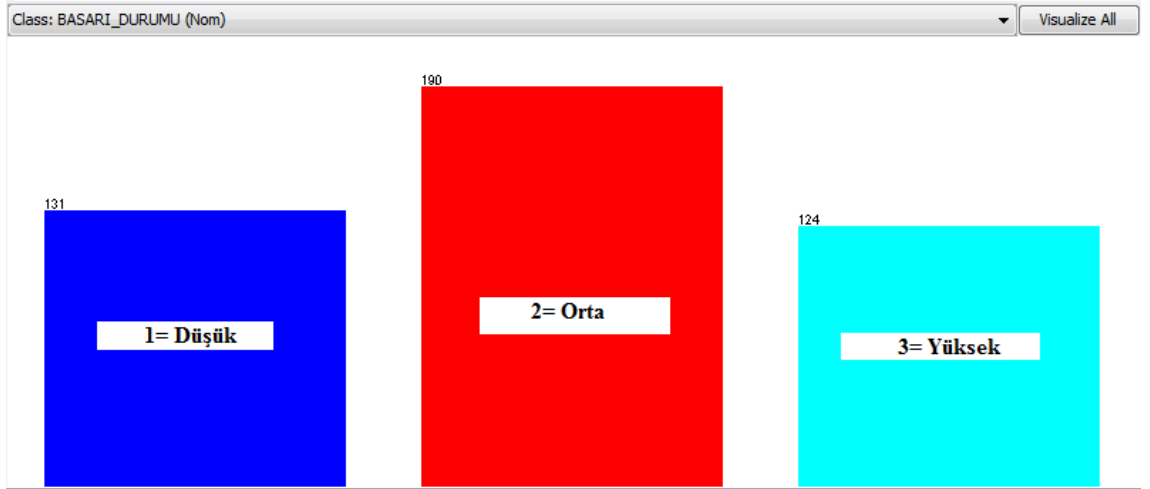 Class: BASARI_DURUMU (Nom)
Visualize All
131
190
124
1= Düşük
2= Orta
3= Yüksek